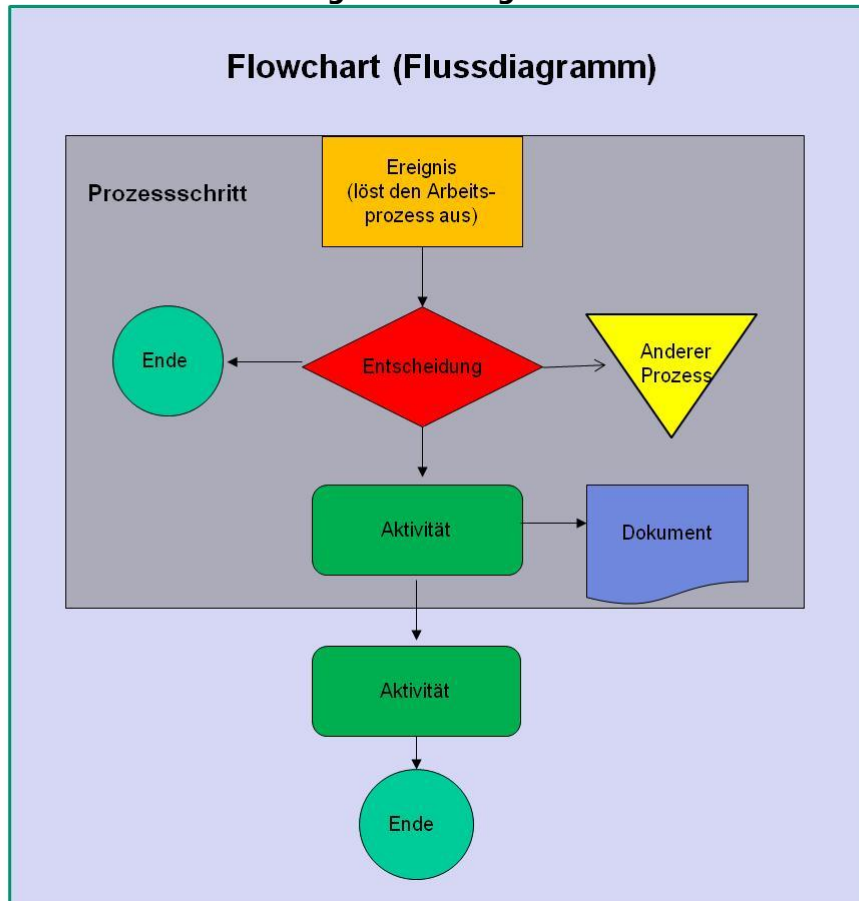 Flowchart (Flussdiagramm)
Ereignis
(löst den Arbeits-
prozess aus)
Prozessschritt
Ende
Entscheidung
Anderer
Prozess
Aktivität
Dokument
Aktivität
Ende